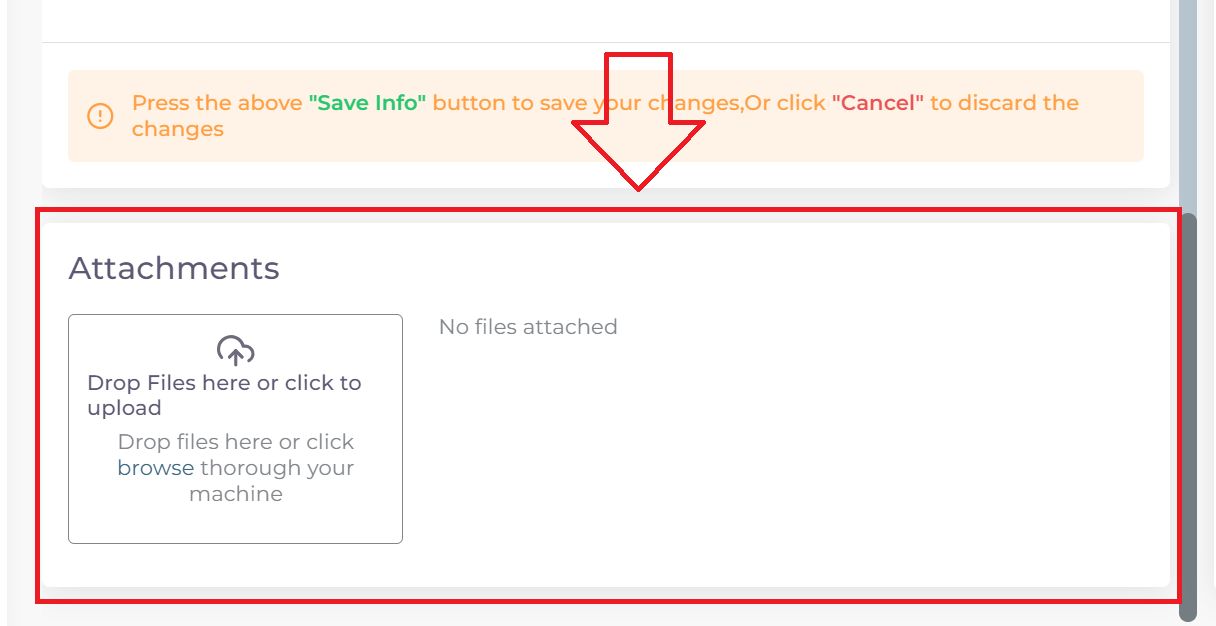 Press the above "Save Info" button to save your changes,Or click "Cancel" to discard the
changes
Attachments
No files attached
Drop Files here or click to
upload
Drop files here or click
browse thorough your
machine